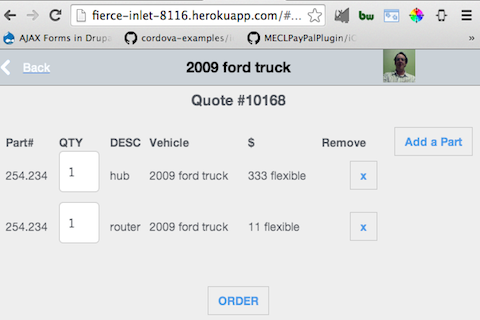 fierce-inlet-8116.herokuapp.com/#...
AJAX Forms in Drupa cordova-examples/ MECLPayPalPlugin/iO
Back 2009 ford truck
Quote #10168
Part# QTY DESC Vehicle $ Remove Add a Part
254.234 1 hub 2009 ford truck 333 flexible x
254.234 1 router 2009 ford truck 11 flexible x
ORDER